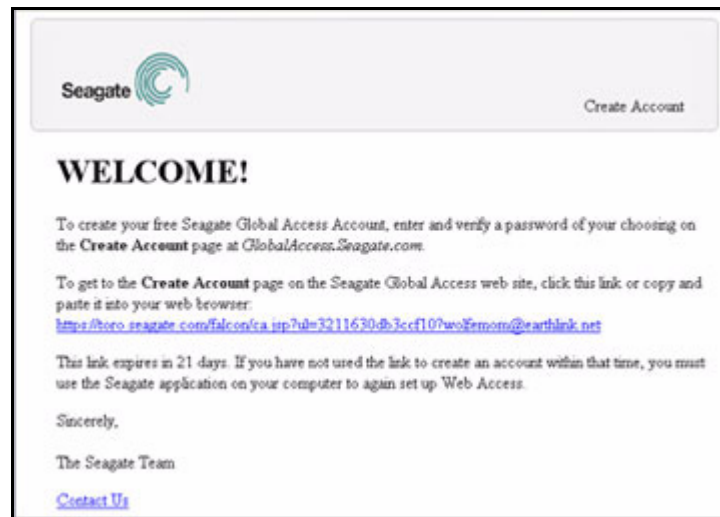 Seagate
Create Account
WELCOME!
To create your free Seagate Global Access Account, enter and verify a password of your choosing on
the Create Account page at GlobalAccess.Seagate.com.
To get to the Create Account page on the Seagate Global Access web site, click this link or copy and
paste it into your web browser:
https://toro.seagate.com/falcon/ca.jsp?ul=3211630db3ccf10?wolfemom@earthlink.net
This link expires in 21 days. If you have not used the link to create an account within that time, you must
use the Seagate application on your computer to again set up Web Access.
Sincerely,
The Seagate Team
Contact Us